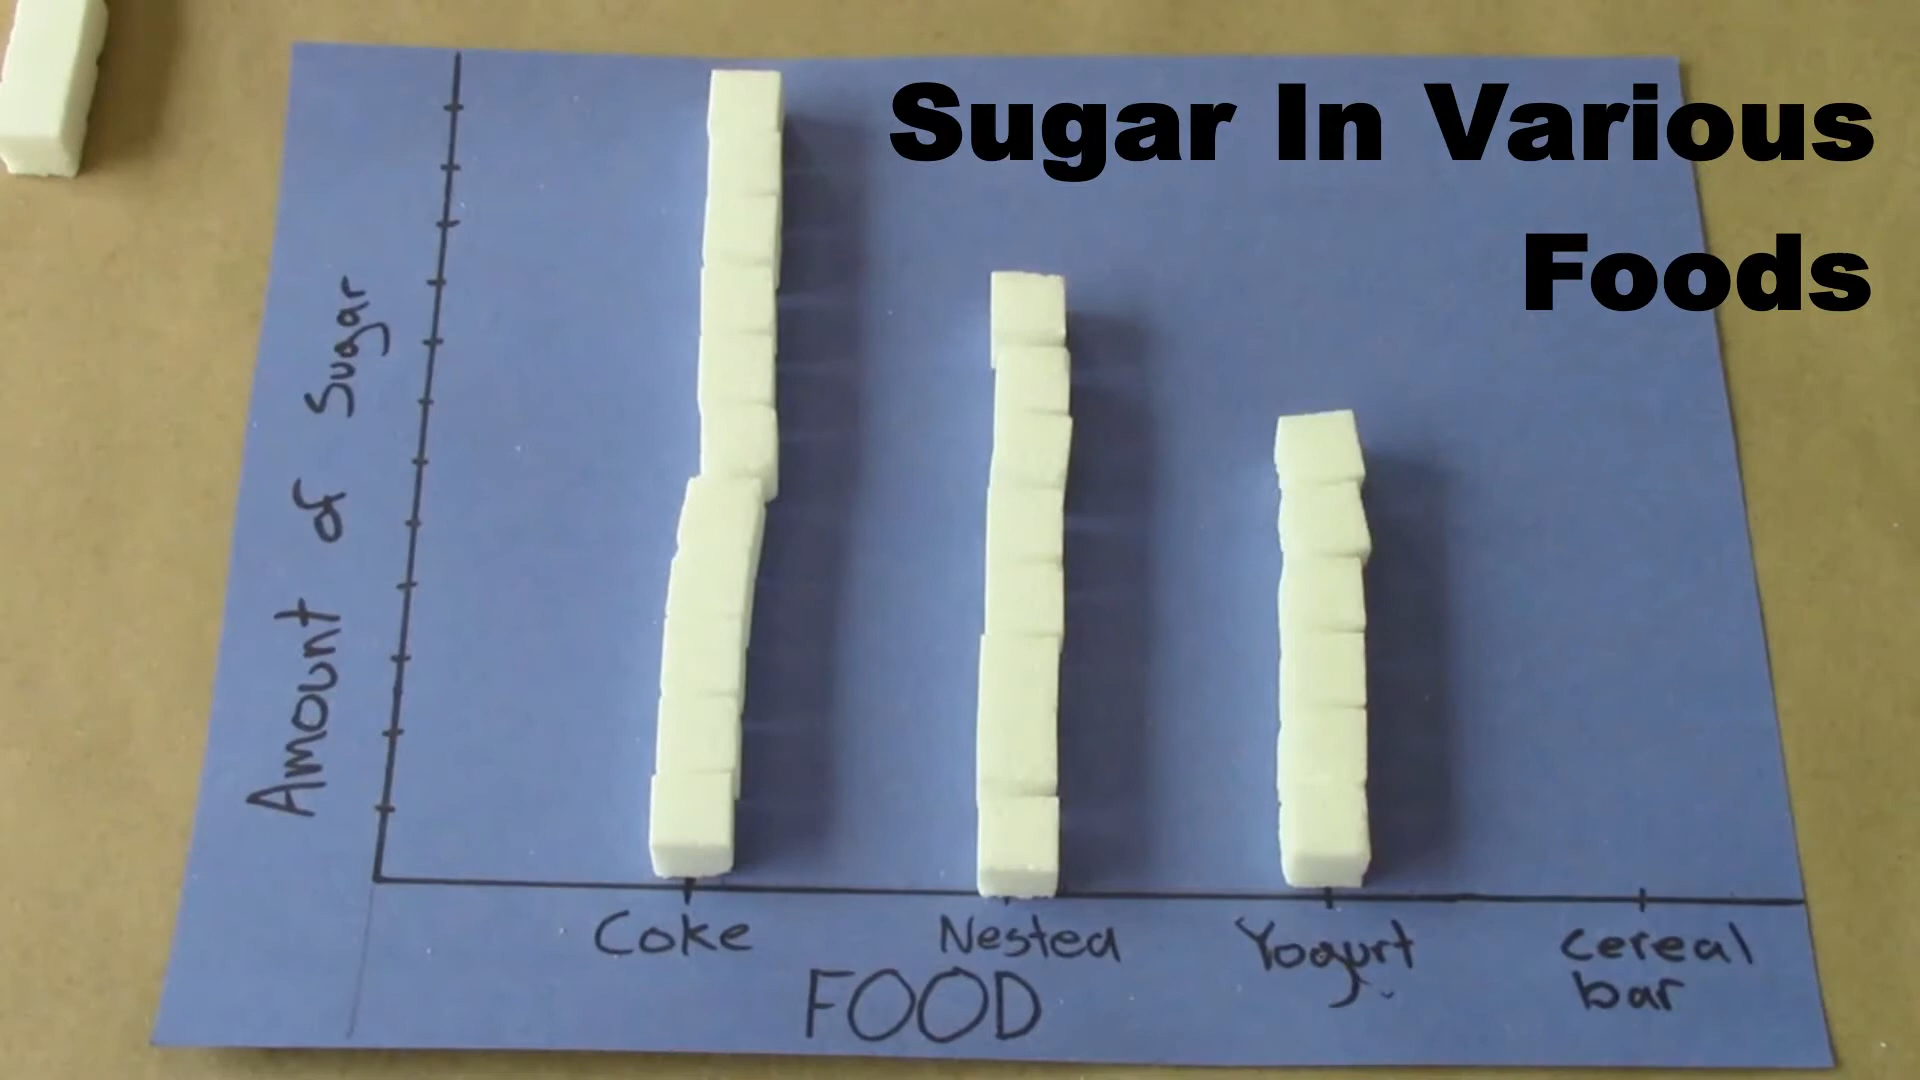 Sugar In Various
Foods
Amount of Sugar
Coke
Nestea
Yogurt
cereal
bar
FOOD